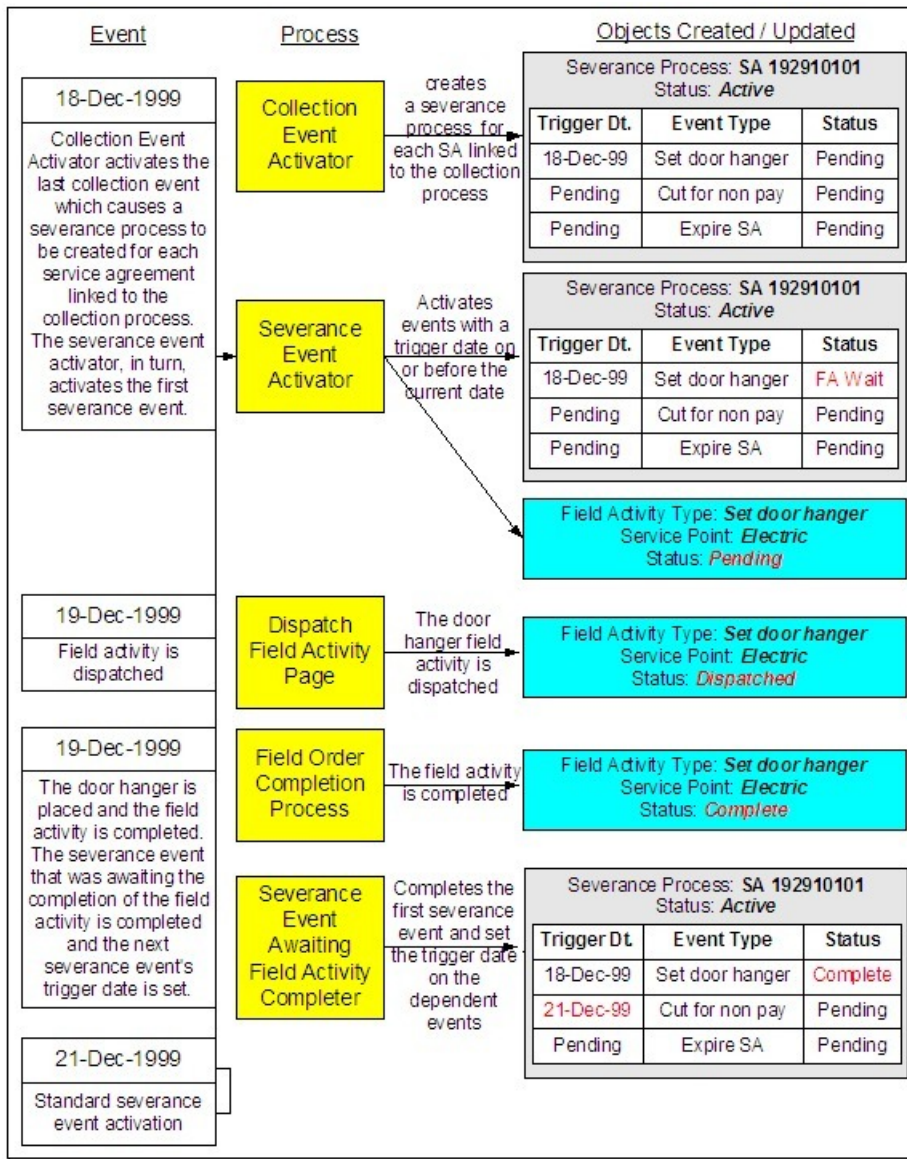 Event
Process
Objects Created / Updated
18-Dec-1999
Collection Event
Activator activates the
last collection event
which causes a
severance process to
be created for each
service agreement
linked to the
collection process.
The severance event
activator, in turn,
activates the first
severance event.
Collection
Event
Activator
creates
a severance
process for
each SA linked
to the collection
process
Severance Process: SA 192910101
Status: Active
Trigger Dt. Event Type Status
18-Dec-99 Set door hanger Pending
Pending Cut for non pay Pending
Pending Expire SA Pending
Severance
Event
Activator
Activates
events with a
trigger date on
or before the
current date
Severance Process: SA 192910101
Status: Active
Trigger Dt. Event Type Status
18-Dec-99 Set door hanger FA Wait
Pending Cut for non pay Pending
Pending Expire SA Pending
Field Activity Type: Set door hanger
Service Point: Electric
Status: Pending
19-Dec-1999
Field activity is
dispatched
Dispatch
Field Activity
Page
The door
hanger field
activity is
dispatched
Field Activity Type: Set door hanger
Service Point: Electric
Status: Dispatched
19-Dec-1999
The door hanger is
placed and the field
activity is completed.
The severance event
that was awaiting the
completion of the field
activity is completed
and the next
severance event's
trigger date is set.
Field Order
Completion
Process
The field activity
is completed
Field Activity Type: Set door hanger
Service Point: Electric
Status: Complete
Severance
Event
Awaiting
Field Activity
Completer
Completes the
first severance
event and set
the trigger date
on the
dependent
events
Severance Process: SA 192910101
Status: Active
Trigger Dt. Event Type Status
18-Dec-99 Set door hanger Complete
21-Dec-99 Cut for non pay Pending
Pending Expire SA Pending
21-Dec-1999
Standard severance
event activation